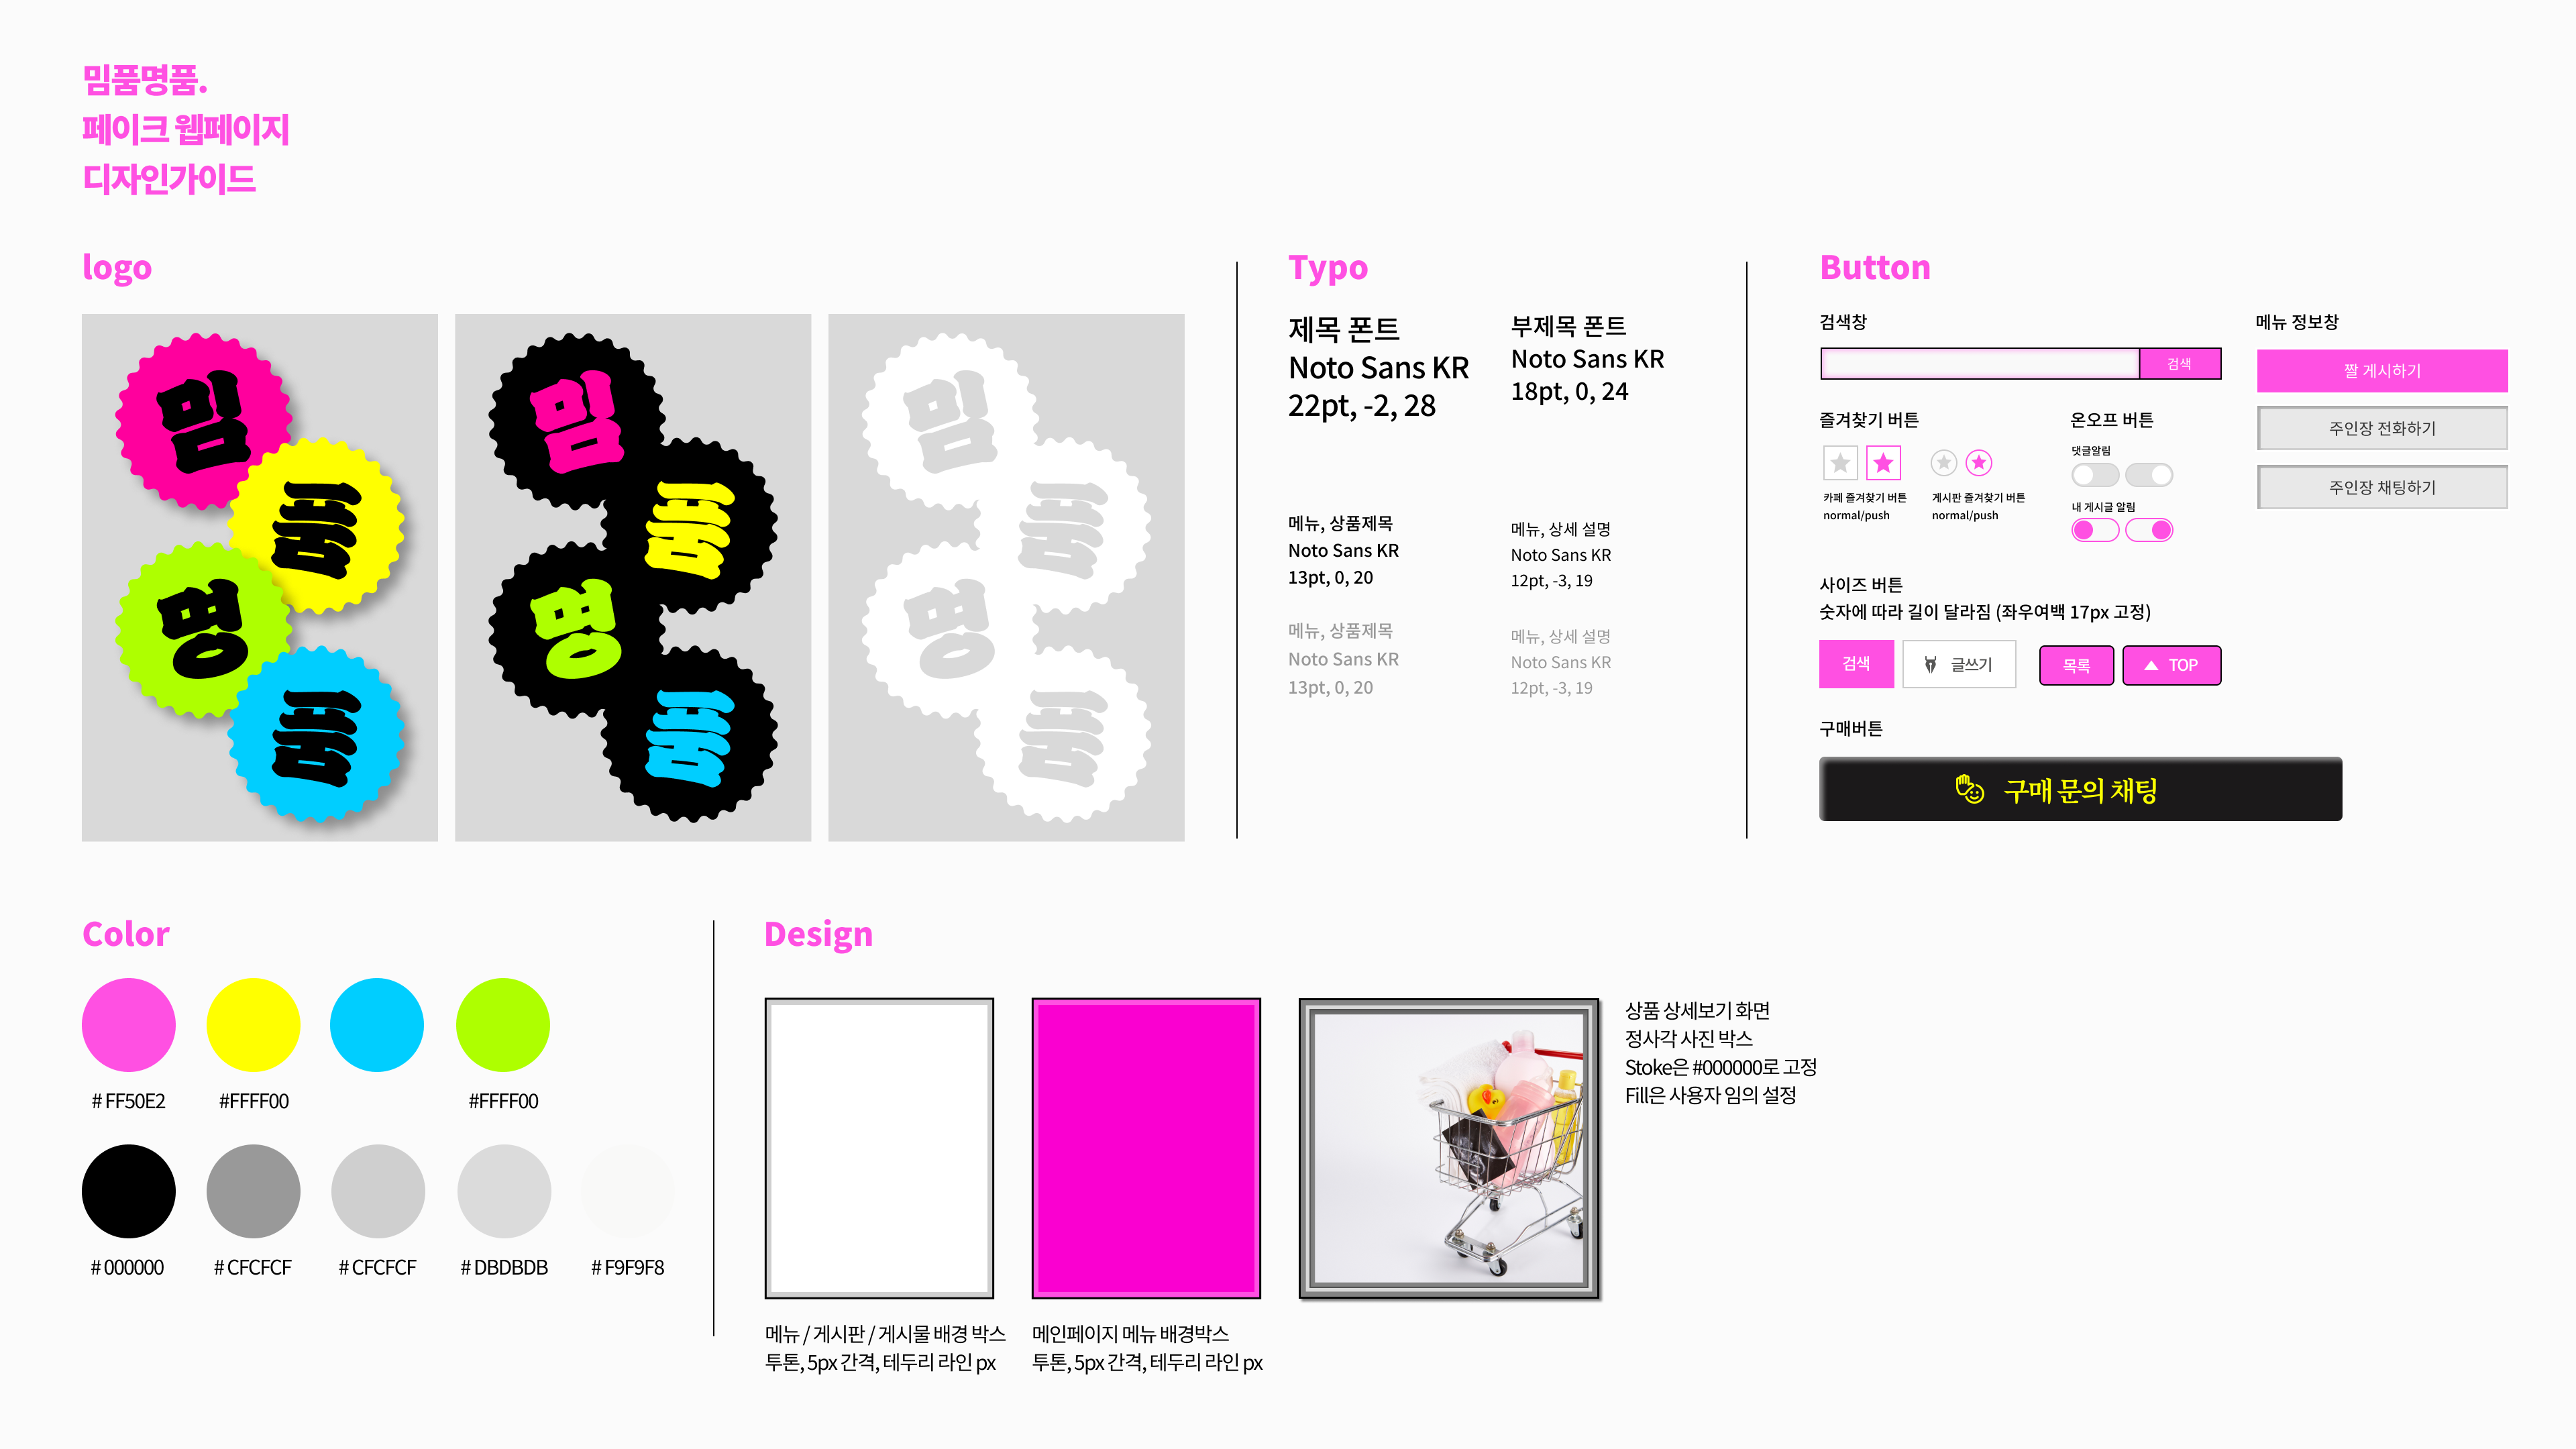 밈품명품.
페이크 웹페이지
디자인가이드
logo
밈
명
밈
명
밈
명
Typo
제목 폰트
Noto Sans KR
22pt, -2, 28
부제목 폰트
Noto Sans KR
18pt, 0, 24
메뉴, 상품제목
Noto Sans KR
13pt, 0, 20
메뉴, 상세 설명
Noto Sans KR
12pt, -3, 19
메뉴, 상품제목
Noto Sans KR
13pt, 0, 20
메뉴, 상세 설명
Noto Sans KR
12pt, -3, 19
Button
검색창
검색
즐겨찾기 버튼
카페 즐겨찾기 버튼
normal/push
게시판 즐겨찾기 버튼
normal/push
온오프 버튼
댓글알림
내 게시글 알림
메뉴 정보창
짤 게시하기
주인장 전화하기
주인장 채팅하기
사이즈 버튼
숫자에 따라 길이 달라짐 (좌우여백 17px 고정)
검색
글쓰기
목록
TOP
구매버튼
구매 문의 채팅
Color
# FF50E2
#FFFF00
#FFFF00
# 000000
# CFCFCF
# CFCFCF
# DBDBDB
# F9F9F8
Design
메뉴 / 게시판 / 게시물 배경 박스
투톤, 5px 간격, 테두리 라인 px
메인페이지 메뉴 배경박스
투톤, 5px 간격, 테두리 라인 px
상품 상세보기 화면
정사각 사진 박스
Stoke은 #000000로 고정
Fill은 사용자 임의 설정